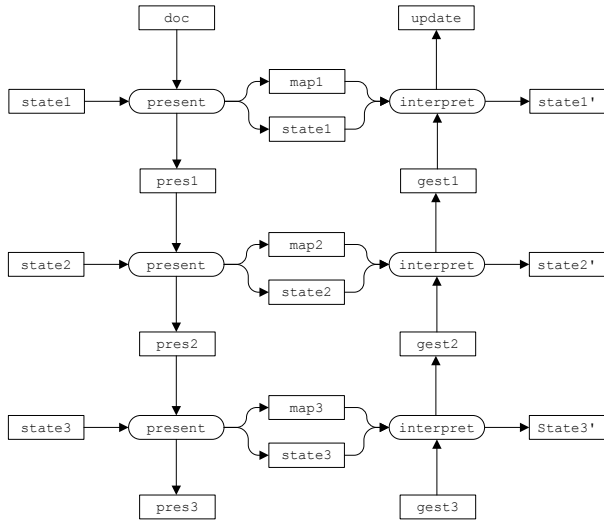 doc
update
map1
state1
present
interpret
state1'
state1
pres1
gest1
map2
state2
present
interpret
state2'
state2
pres2
gest2
map3
state3
present
interpret
State3'
state3
pres3
gest3